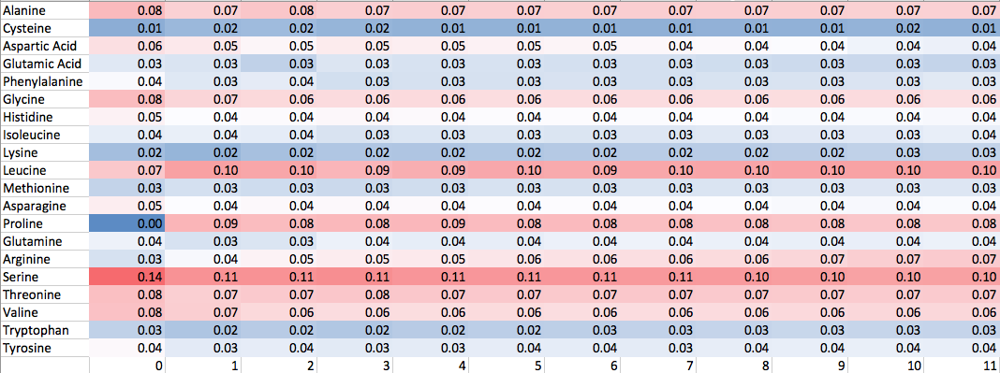 Alanine 0.08 0.07 0.08 0.07 0.07 0.07 0.07 0.07 0.07 0.07 0.07 0.07
Cysteine 0.01 0.02 0.02 0.02 0.01 0.01 0.01 0.01 0.01 0.01 0.02 0.01
Aspartic Acid 0.06 0.05 0.05 0.05 0.05 0.05 0.05 0.04 0.04 0.04 0.04 0.04
Glutamic Acid 0.03 0.03 0.03 0.03 0.03 0.03 0.03 0.03 0.03 0.03 0.03 0.03
Phenylalanine 0.04 0.03 0.04 0.03 0.03 0.03 0.03 0.03 0.03 0.03 0.03 0.03
Glycine 0.08 0.07 0.06 0.06 0.06 0.06 0.06 0.06 0.06 0.06 0.06 0.06
Histidine 0.05 0.04 0.04 0.04 0.04 0.04 0.04 0.04 0.04 0.04 0.04 0.04
Isoleucine 0.04 0.04 0.04 0.03 0.03 0.03 0.03 0.03 0.03 0.03 0.03 0.04
Lysine 0.02 0.02 0.02 0.02 0.02 0.02 0.02 0.02 0.02 0.02 0.03 0.03
Leucine 0.07 0.10 0.10 0.09 0.09 0.10 0.09 0.10 0.10 0.10 0.10 0.10
Methionine 0.03 0.03 0.03 0.03 0.03 0.03 0.03 0.03 0.03 0.03 0.03 0.03
Asparagine 0.05 0.04 0.04 0.04 0.04 0.04 0.04 0.04 0.04 0.04 0.04 0.04
Proline 0.00 0.09 0.08 0.08 0.09 0.08 0.08 0.08 0.08 0.08 0.08 0.08
Glutamine 0.04 0.03 0.03 0.04 0.04 0.04 0.04 0.04 0.04 0.04 0.04 0.04
Arginine 0.03 0.04 0.05 0.05 0.05 0.06 0.06 0.06 0.06 0.07 0.07 0.07
Serine 0.14 0.11 0.11 0.11 0.11 0.11 0.11 0.11 0.10 0.10 0.10 0.10
Threonine 0.08 0.07 0.07 0.08 0.07 0.07 0.07 0.07 0.07 0.07 0.07 0.07
Valine 0.08 0.07 0.06 0.06 0.06 0.06 0.06 0.06 0.06 0.06 0.06 0.06
Tryptophan 0.03 0.02 0.02 0.02 0.02 0.02 0.03 0.03 0.03 0.03 0.03 0.03
Tyrosine 0.04 0.03 0.04 0.03 0.03 0.04 0.04 0.03 0.04 0.04 0.04 0.04
0 1 2 3 4 5 6 7 8 9 10 11